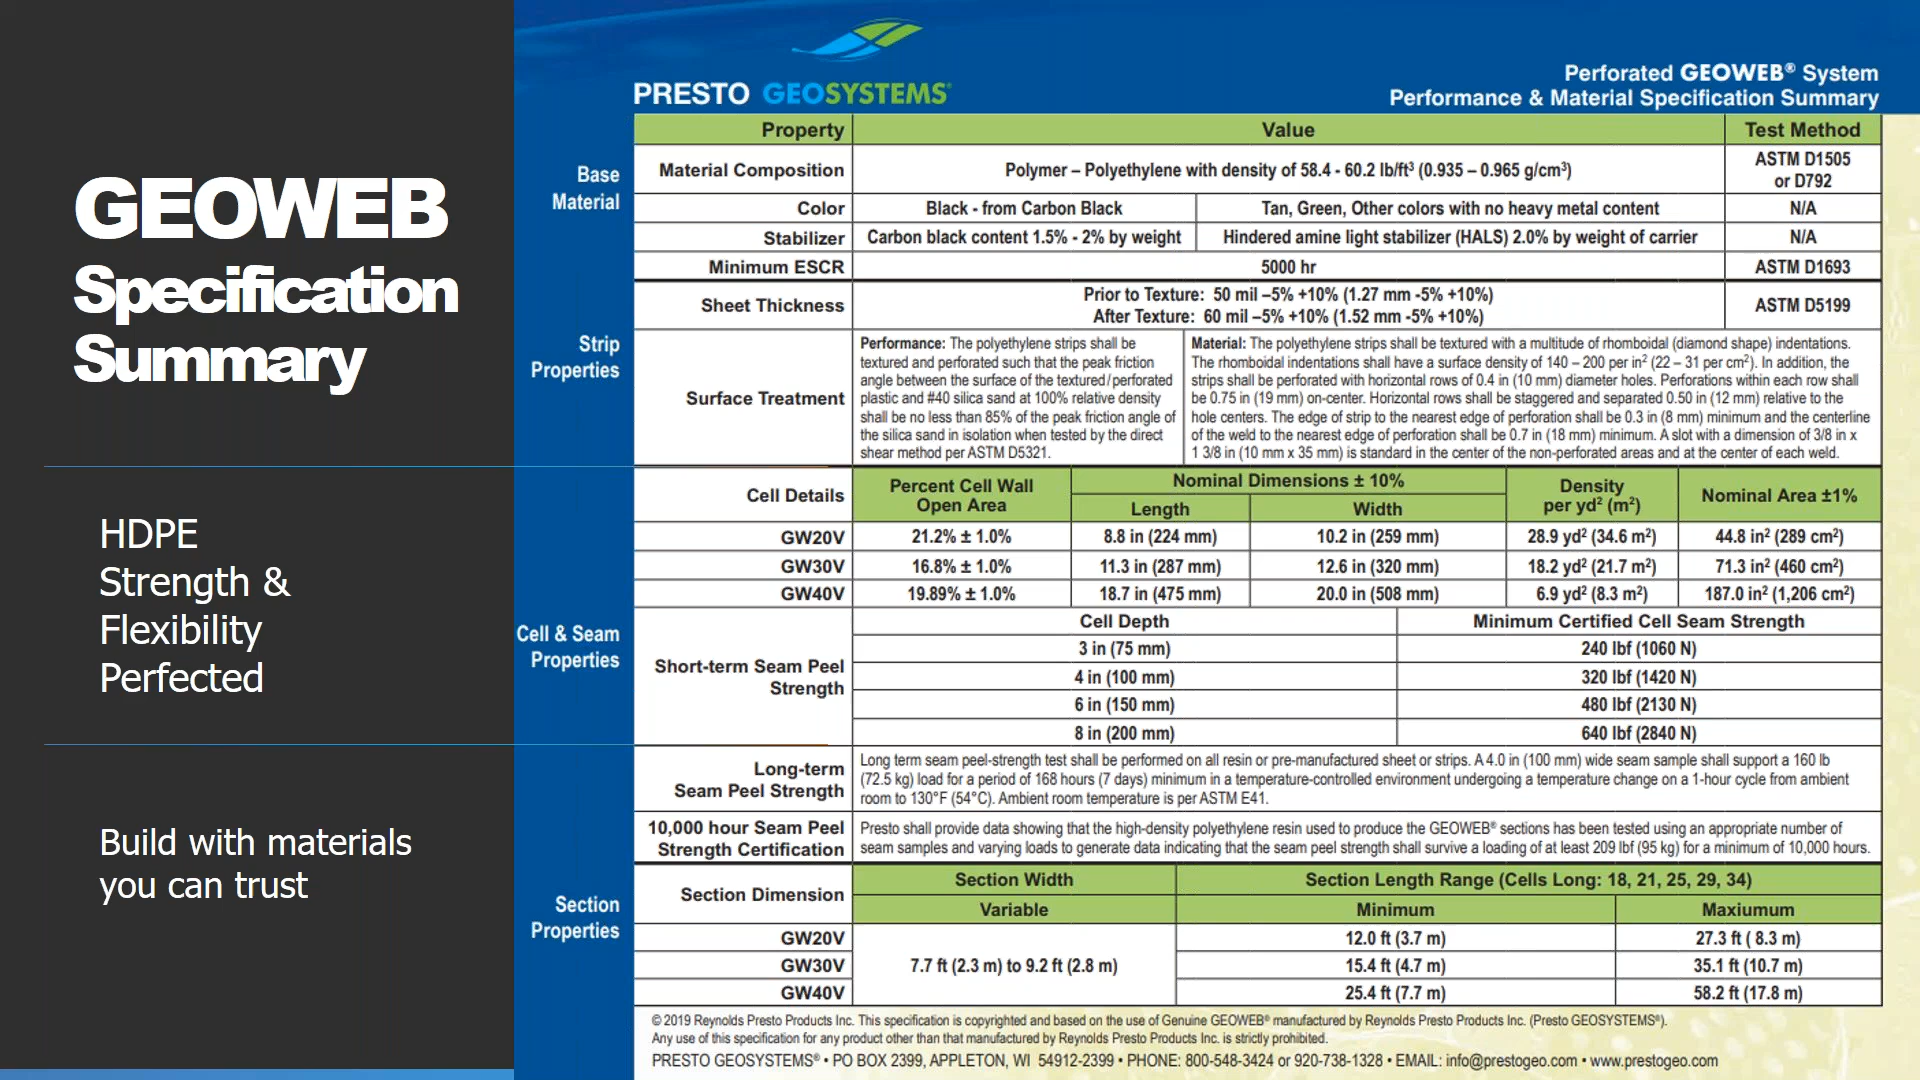 GEOWEB
Specification
Summary
HDPE
Strength &
Flexibility
Perfected
Build with materials
you can trust
PRESTO GEOSYSTEMS®
Perforated GEOWEB® System
Performance & Material Specification Summary
Property Value Test Method
Base
Material
Material Composition Polymer – Polyethylene with density of 58.4 - 60.2 lb/ft³ (0.935 – 0.965 g/cm³) ASTM D1505
or D792
Color Black - from Carbon Black Tan, Green, Other colors with no heavy metal content N/A
Stabilizer Carbon black content 1.5% - 2% by weight Hindered amine light stabilizer (HALS) 2.0% by weight of carrier N/A
Minimum ESCR 5000 hr ASTM D1693
Strip
Properties
Sheet Thickness
Prior to Texture: 50 mil –5% +10% (1.27 mm -5% +10%)
After Texture: 60 mil –5% +10% (1.52 mm -5% +10%)
ASTM D5199
Surface Treatment
Performance: The polyethylene strips shall be
textured and perforated such that the peak friction
angle between the surface of the textured/perforated
plastic and #40 silica sand at 100% relative density
shall be no less than 85% of the peak friction angle of
the silica sand in isolation when tested by the direct
shear method per ASTM D5321.
Material: The polyethylene strips shall be textured with a multitude of rhomboidal (diamond shape) indentations.
The rhomboidal indentations shall have a surface density of 140 – 200 per in² (22 – 31 per cm²). In addition, the
strips shall be perforated with horizontal rows of 0.4 in (10 mm) diameter holes. Perforations within each row shall
be 0.75 in (19 mm) on-center. Horizontal rows shall be staggered and separated 0.50 in (12 mm) relative to the
hole centers. The edge of strip to the nearest edge of perforation shall be 0.3 in (8 mm) minimum and the centerline
of the weld to the nearest edge of perforation shall be 0.7 in (18 mm) minimum. A slot with a dimension of 3/8 in x
1 3/8 in (10 mm x 35 mm) is standard in the center of the non-perforated areas and at the center of each weld.
Cell & Seam
Properties
Cell Details
Percent Cell Wall
Open Area
Nominal Dimensions ± 10%
Length Width
Density
per yd² (m²)
Nominal Area ±1%
GW20V 21.2% ± 1.0% 8.8 in (224 mm) 10.2 in (259 mm) 28.9 yd² (34.6 m²) 44.8 in² (289 cm²)
GW30V 16.8% ± 1.0% 11.3 in (287 mm) 12.6 in (320 mm) 18.2 yd² (21.7 m²) 71.3 in² (460 cm²)
GW40V 19.89% ± 1.0% 18.7 in (475 mm) 20.0 in (508 mm) 6.9 yd² (8.3 m²) 187.0 in² (1,206 cm²)
Short-term Seam Peel
Strength
Cell Depth Minimum Certified Cell Seam Strength
3 in (75 mm) 240 lbf (1060 N)
4 in (100 mm) 320 lbf (1420 N)
6 in (150 mm) 480 lbf (2130 N)
8 in (200 mm) 640 lbf (2840 N)
Long-term
Seam Peel Strength
Long term seam peel-strength test shall be performed on all resin or pre-manufactured sheet or strips. A 4.0 in (100 mm) wide seam sample shall support a 160 lb
(72.5 kg) load for a period of 168 hours (7 days) minimum in a temperature-controlled environment undergoing a temperature change on a 1-hour cycle from ambient
room to 130°F (54°C). Ambient room temperature is per ASTM E41.
10,000 hour Seam Peel
Strength Certification
Presto shall provide data showing that the high-density polyethylene resin used to produce the GEOWEB® sections has been tested using an appropriate number of
seam samples and varying loads to generate data indicating that the seam peel strength shall survive a loading of at least 209 lbf (95 kg) for a minimum of 10,000 hours.
Section
Properties
Section Dimension
Section Width Section Length Range (Cells Long: 18, 21, 25, 29, 34)
Variable Minimum Maxiumum
GW20V 12.0 ft (3.7 m) 27.3 ft ( 8.3 m)
GW30V 7.7 ft (2.3 m) to 9.2 ft (2.8 m) 15.4 ft (4.7 m) 35.1 ft (10.7 m)
GW40V 25.4 ft (7.7 m) 58.2 ft (17.8 m)
© 2019 Reynolds Presto Products Inc. This specification is copyrighted and based on the use of Genuine GEOWEB® manufactured by Reynolds Presto Products Inc. (Presto GEOSYSTEMS®).
Any use of this specification for any product other than that manufactured by Reynolds Presto Products Inc. is strictly prohibited.
PRESTO GEOSYSTEMS® • PO BOX 2399, APPLETON, WI 54912-2399 • PHONE: 800-548-3424 or 920-738-1328 • EMAIL: info@prestogeo.com • www.prestogeo.com